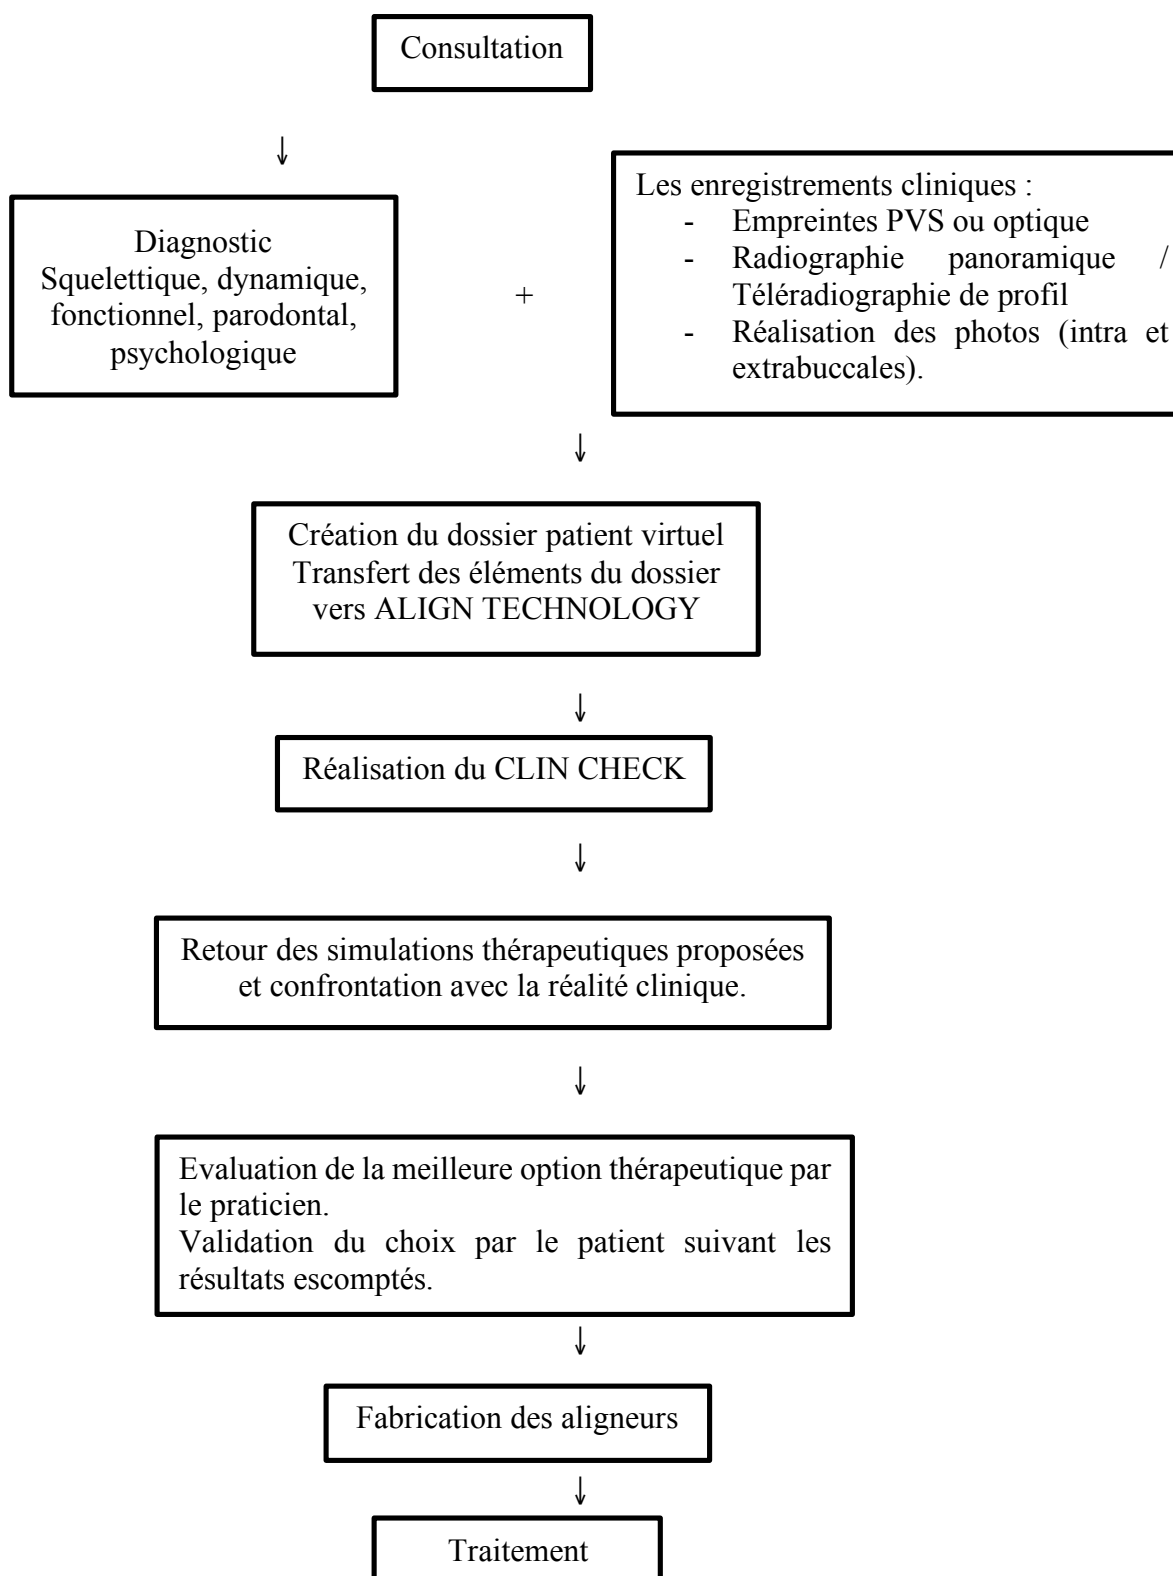 Consultation
↓
Diagnostic
Squelettique, dynamique,
fonctionnel, parodontal,
psychologique
+
Les enregistrements cliniques :
- Empreintes PVS ou optique
- Radiographie panoramique /
Téléradiographie de profil
- Réalisation des photos (intra et
extrabuccales).
↓
Création du dossier patient virtuel
Transfert des éléments du dossier
vers ALIGN TECHNOLOGY
↓
Réalisation du CLIN CHECK
↓
Retour des simulations thérapeutiques proposées
et confrontation avec la réalité clinique.
↓
Evaluation de la meilleure option thérapeutique par
le praticien.
Validation du choix par le patient suivant les
résultats escomptés.
↓
Fabrication des aligneurs
↓
Traitement